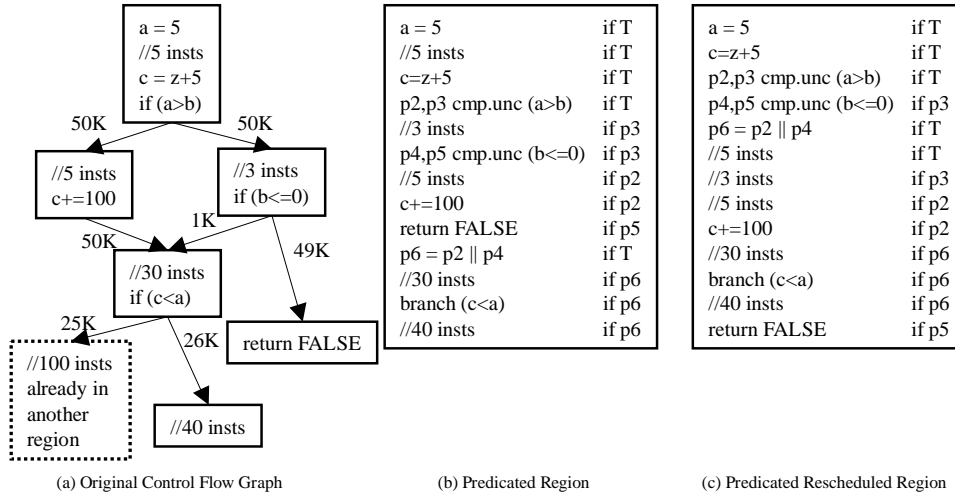 a = 5
//5 insts
c = z+5
if (a>b)
50K
50K
//5 insts
c+=100
//3 insts
if (b<=0)
50K
1K
49K
//30 insts
if (c<a)
25K
26K
return FALSE
//100 insts
already in
another
region
//40 insts
(a) Original Control Flow Graph
a = 5 if T
//5 insts if T
c=z+5 if T
p2,p3 cmp.unc (a>b) if T
//3 insts if p3
p4,p5 cmp.unc (b<=0) if p3
//5 insts if p2
c+=100 if p2
return FALSE if p5
p6 = p2 || p4 if T
//30 insts if p6
branch (c<a) if p6
//40 insts if p6
(b) Predicated Region
a = 5 if T
c=z+5 if T
p2,p3 cmp.unc (a>b) if T
p4,p5 cmp.unc (b<=0) if p3
p6 = p2 || p4 if T
//5 insts if T
//3 insts if p3
//5 insts if p2
c+=100 if p2
//30 insts if p6
branch (c<a) if p6
//40 insts if p6
return FALSE if p5
(c) Predicated Rescheduled Region